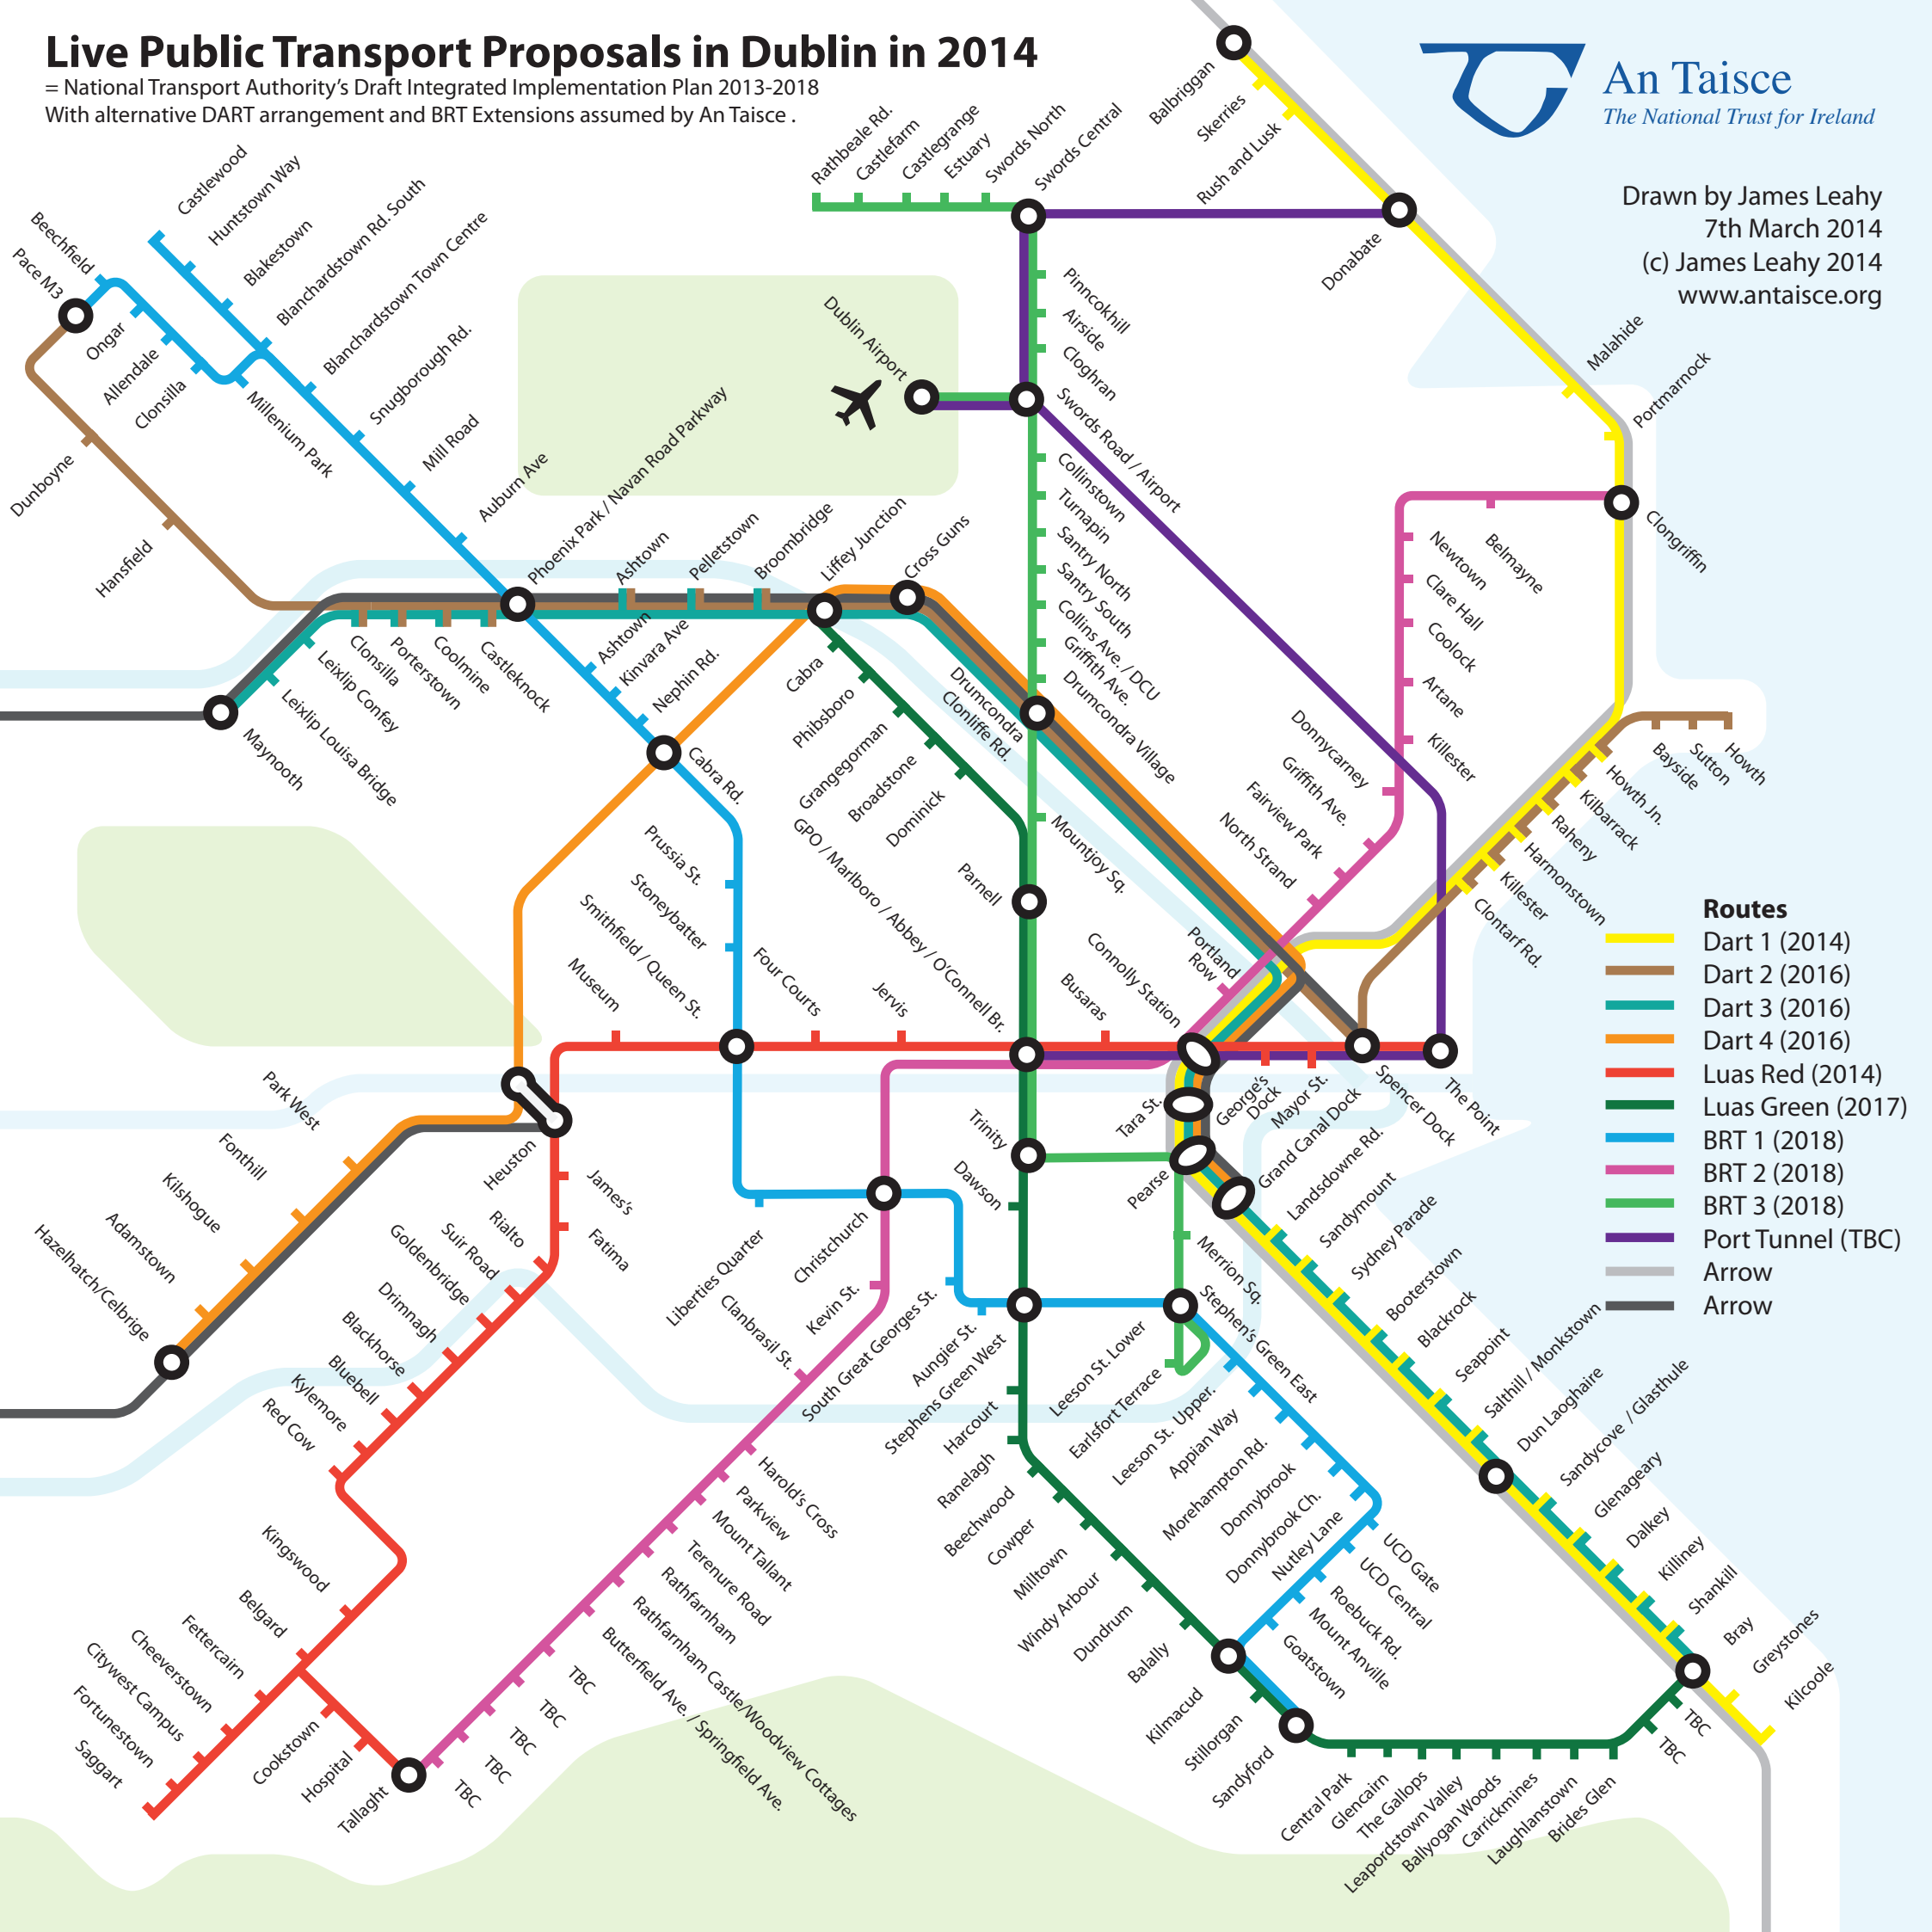 Live Public Transport Proposals in Dublin in 2014
= National Transport Authority's Draft Integrated Implementation Plan 2013-2018
With alternative DART arrangement and BRT Extensions assumed by An Taisce .
An Taisce
The National Trust for Ireland
Drawn by James Leahy
7th March 2014
(c) James Leahy 2014
www.antaisce.org
Balbriggan
Skerries
Rush and Lusk
Donabate
Malahide
Portmarnock
Clongriffin
Rathbeale Rd.
Castlefarm
Castlegrange
Estuary
Swords North
Swords Central
Pinncokhill
Airside
Cloghran
Dublin Airport
Swords Road / Airport
Collinstown
Turnapin
Santry North
Santy South
Collins Ave. / DCU
Griffith Ave.
Drumcondra Village
Castlewood
Huntstown Way
Blakestown
Blanchardstown Rd. South
Blanchardstown Town Centre
Snugborough Rd.
Mill Road
Auburn Ave
Phoenix Park / Navan Road Parkway
Beechfield
Pace M3
Ongar
Allendale
Clonsilla
Millenium Park
Dunboyne
Hansfield
Ashtown
Pelletstown
Broombridge
Liffey Junction
Cross Guns
Clonsilla
Porterstown
Coolmine
Castleknock
Leixlip Confey
Leixlip Louisa Bridge
Maynooth
Ashtown
Kinvara Ave
Nephin Rd.
Cabra Rd.
Cabra
Phibsboro
Grangegorman
Broadstone
Dominick
Parnell
Drumcondra
Clonliffe Rd.
Mountjoy Sq.
Belmayne
Newtown
Clare Hall
Coolock
Artane
Killester
Donnycarney
Griffith Ave.
Fairview Park
North Strand
Portland
Row
Howth
Sutton
Bayside
Howth Jn.
Kilbarrack
Raheny
Harmonstown
Killester
Clontarf Rd.
Prussia St.
Stoneybatter
Smithfield / Queen St.
Museum
Four Courts
Jervis
GPO / Marlboro / Abbey / O'Connell Br.
Busaras
Connolly Station
George's
Dock
Mayor St.
Spencer Dock
The Point
Routes
Dart 1 (2014)
Dart 2 (2016)
Dart 3 (2016)
Dart 4 (2016)
Luas Red (2014)
Luas Green (2017)
BRT 1 (2018)
BRT 2 (2018)
BRT 3 (2018)
Port Tunnel (TBC)
Arrow
Arrow
Park West
Fonthill
Kilshogue
Adamstown
Hazelhatch/Celbrige
Heuston
James's
Fatima
Rialto
Suir Road
Goldenbridge
Drimnagh
Blackhorse
Bluebell
Kylemore
Red Cow
Kingswood
Belgard
Fettercairn
Cheeverstown
Citywest Campus
Fortunestown
Saggart
Cookstown
Hospital
Tallaght
Liberties Quarter
Christchurch
Kevin St.
Clanbrasil St.
South Great Georges St.
Aungier St.
Stephens Green West
Harold's Cross
Parkview
Mount Tallant
Terenure Road
Rathfarnham
Rathfarnham Castle/Woodview Cottages
Butterfield Ave. / Springfield Ave.
TBC
TBC
TBC
TBC
TBC
Trinity
Dawson
Tara St.
Pearse
Grand Canal Dock
Merrion Sq.
Stephen's Green East
Leeson St. Lower
Earlsfort Terrace
Leeson St. Upper.
Appian Way
Morehampton Rd.
Donnybrook
Donnybrook Ch.
Nutley Lane
UCD Gate
UCD Central
Roebuck Rd.
Mount Anville
Goatstown
Harcourt
Ranelagh
Beechwood
Cowper
Milltown
Windy Arbour
Dundrum
Balally
Kilmacud
Stillorgan
Sandyford
Central Park
Glencairn
The Gallops
Leapordstown Valley
Ballyogan Woods
Carrickmines
Laughlanstown
Brides Glen
TBC
TBC
Landsdowne Rd.
Sandymount
Sydney Parade
Booterstown
Blackrock
Seapoint
Salthill / Monkstown
Dun Laoghaire
Sandycove / Glasthule
Glenageary
Dalkey
Killiney
Shankill
Bray
Greystones
Kilcoole